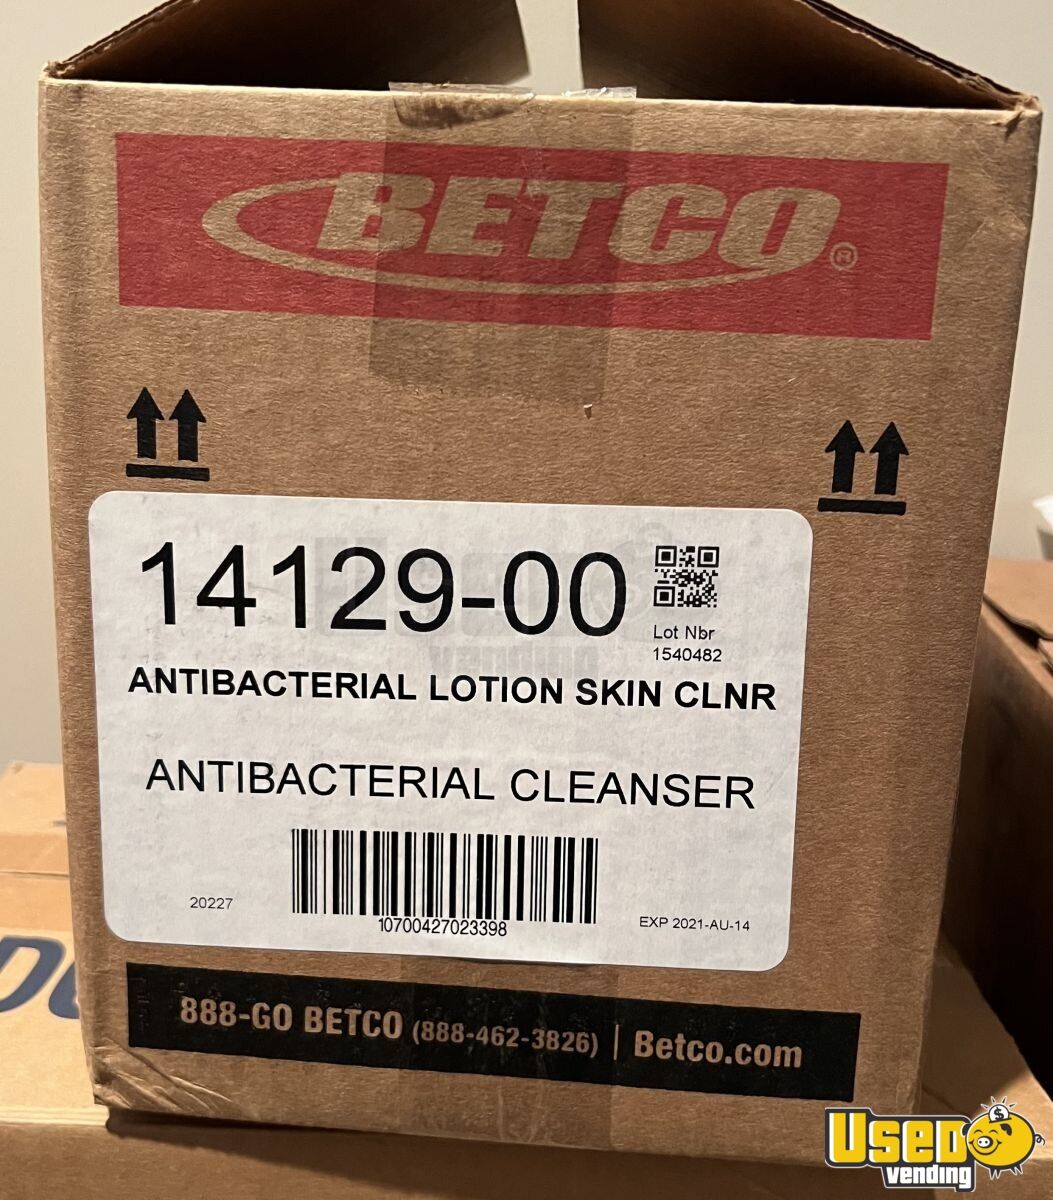 BETCO®
14129-00
Lot Nbr
1540482
ANTIBACTERIAL LOTION SKIN CLNR
ANTIBACTERIAL CLEANSER
20227
10700427023398
EXP 2021-AU-14
888-GO BETCO (888-462-3826) | Betco.com
USED
vending